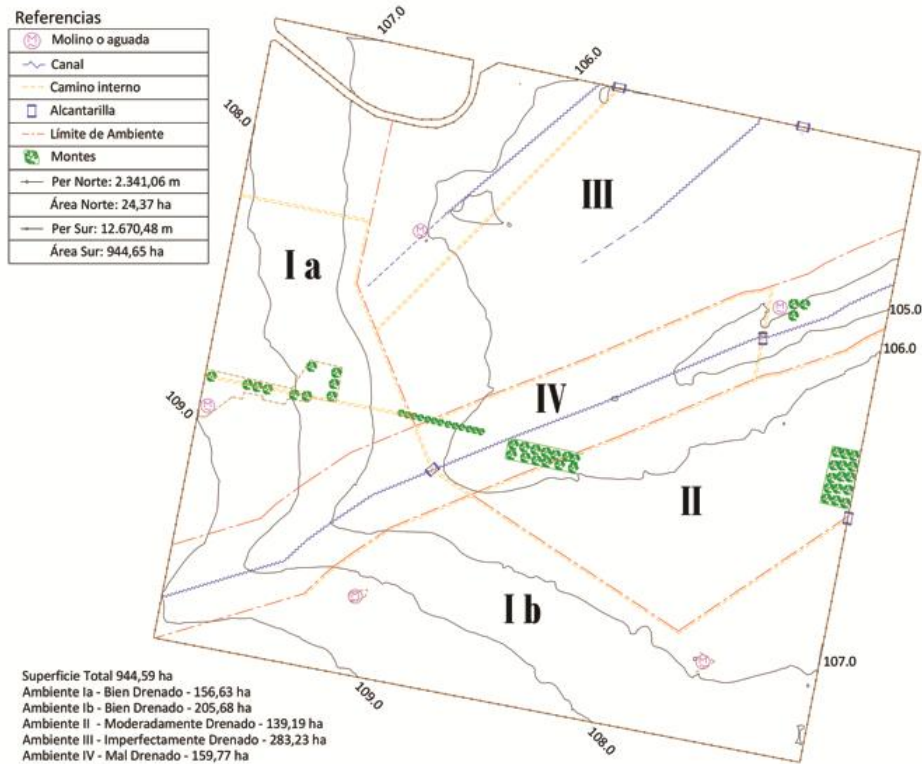 Referencias
Molino o aguada
Canal
Camino interno
Alcantarilla
Límite de Ambiente
Montes
Per Norte: 2.341,06 m
Área Norte: 24,37 ha
Per Sur: 12.670,48 m
Área Sur: 944,65 ha
107.0
106.0
108.0
III
I a
105.0
106.0
109.0
IV
II
I b
107.0
109.0
108.0
Superficie Total 944,59 ha
Ambiente Ia - Bien Drenado - 156,63 ha
Ambiente Ib - Bien Drenado - 205,68 ha
Ambiente II - Moderadamente Drenado - 139,19 ha
Ambiente III - Imperfectamente Drenado - 283,23 ha
Ambiente IV - Mal Drenado - 159,77 ha